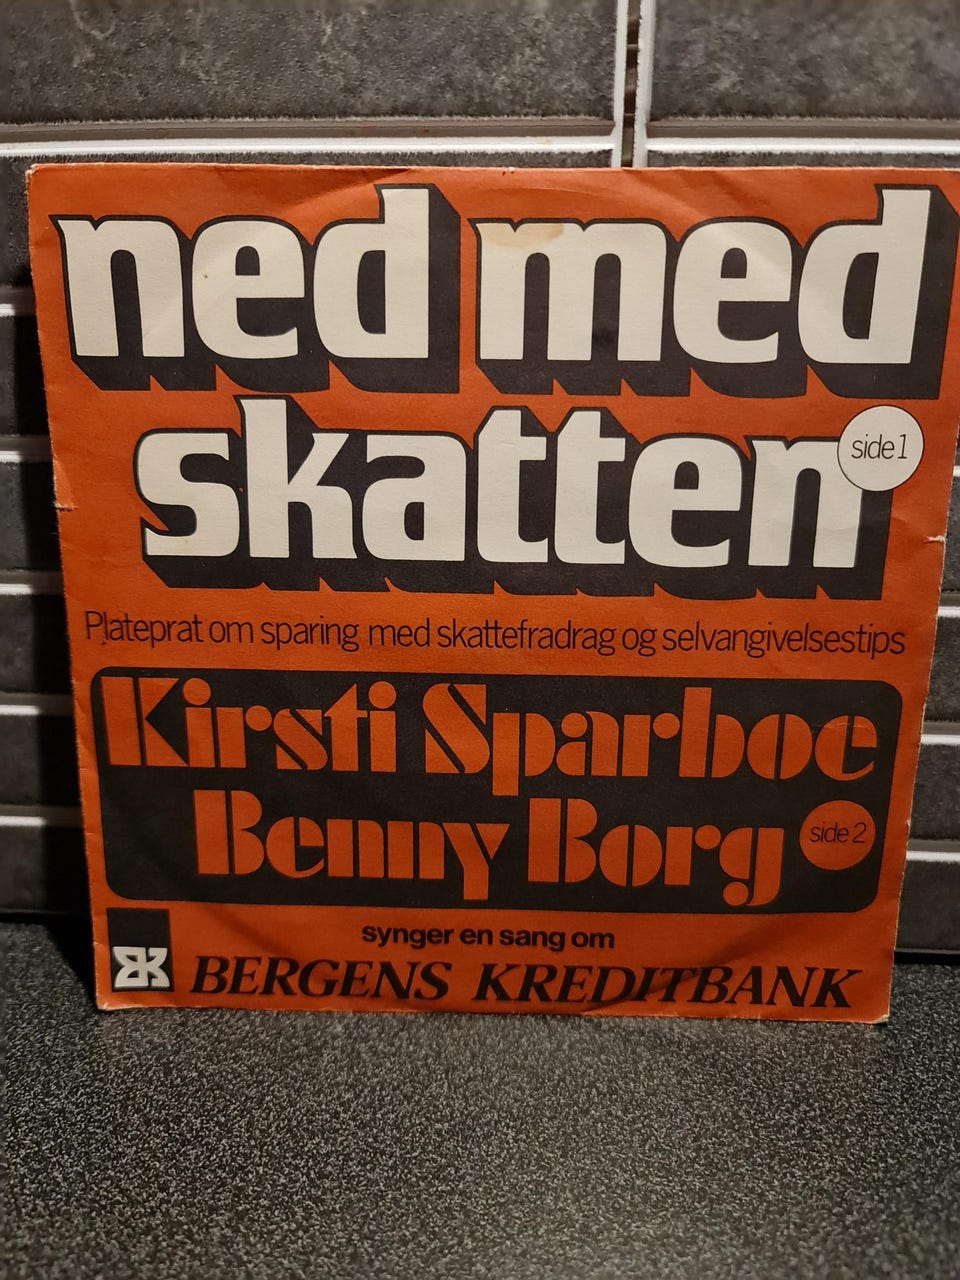 ned med
skatten
side 1
Plateprat om sparing med skattefradrag og selvangivelsestips
Kirsti Sparboe
Benny Borg
side 2
synger en sang om
BK BERGENS KREDITBANK